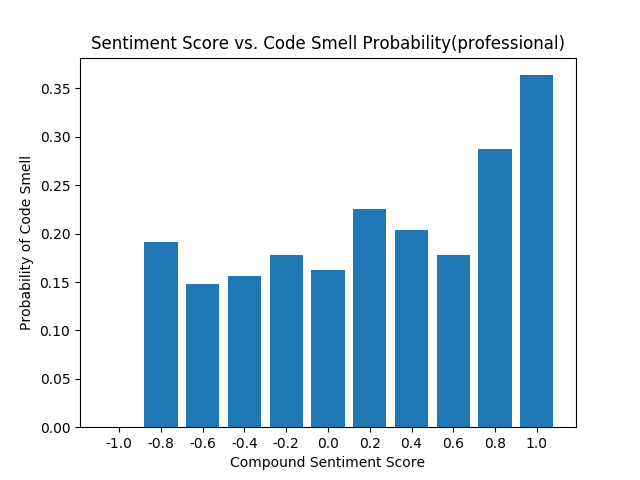 Sentiment Score vs. Code Smell Probability(professional)
Probability of Code Smell
0.35
0.30
0.25
0.20
0.15
0.10
0.05
0.00
-1.0 -0.8 -0.6 -0.4 -0.2 0.0 0.2 0.4 0.6 0.8 1.0
Compound Sentiment Score